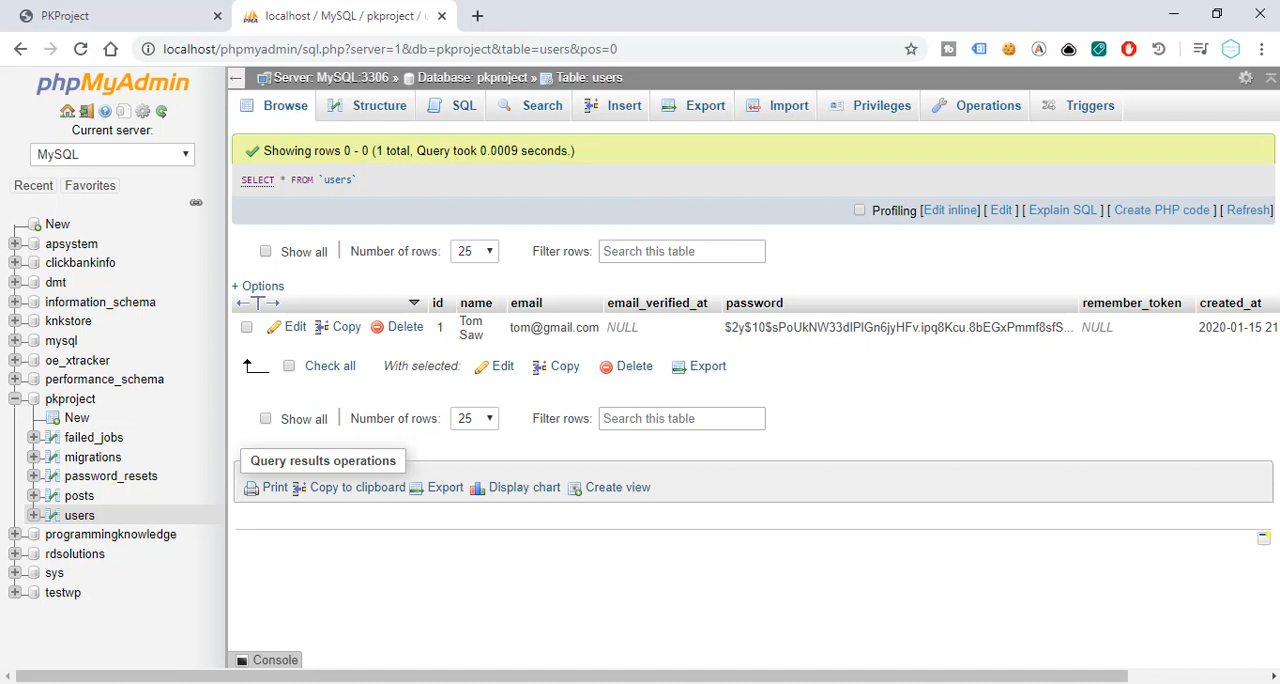 PKProject
localhost / MySQL / pkproject / u
localhost/phpmyadmin/sql.php?server=1&db=pkproject&table=users&pos=0
phpMyAdmin
Current server:
MySQL
Recent Favorites
New
apsystem
clickbankinfo
dmt
information_schema
knkstore
mysql
oe_xtracker
performance_schema
pkproject
New
failed_jobs
migrations
password_resets
posts
users
programmingknowledge
rdsolutions
sys
testwp
Server: MySQL:3306 » Database: pkproject » Table: users
Browse Structure SQL Search Insert Export Import Privileges Operations Triggers
Showing rows 0 - 0 (1 total, Query took 0.0009 seconds.)
SELECT * FROM `users`
Profiling [Edit inline] [ Edit ] [ Explain SQL ] [ Create PHP code ] [ Refresh]
Show all | Number of rows: 25 Filter rows: Search this table
+ Options
id name email email_verified_at password remember_token created_at
Edit Copy Delete 1 Tom Saw tom@gmail.com NULL NULL 2020-01-15 21
Check all With selected: Edit Copy Delete Export
Show all | Number of rows: 25 Filter rows: Search this table
Query results operations
Print Copy to clipboard Export Display chart Create view
Console